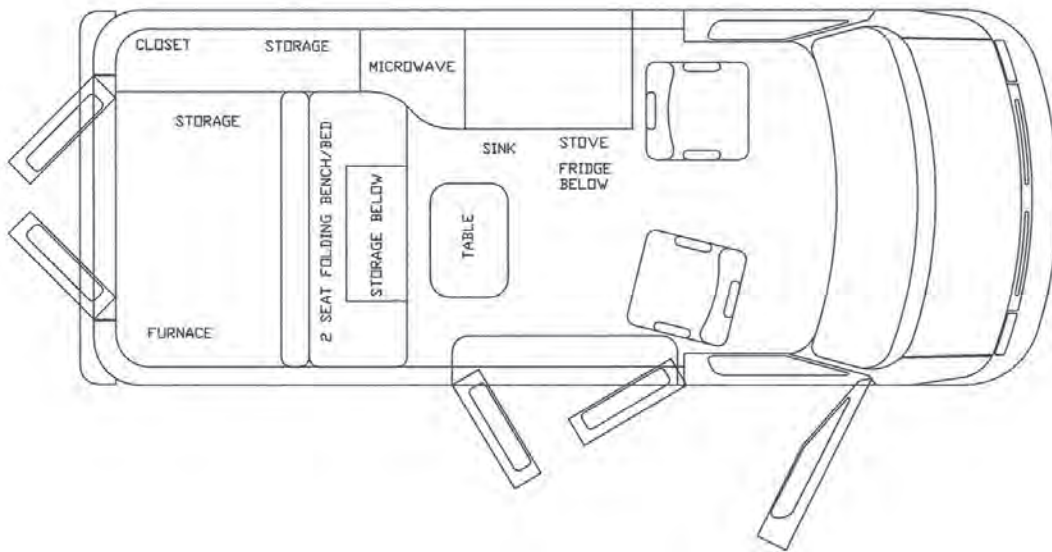 CLOSET
STORAGE
MICROWAVE
STORAGE
SINK
STOVE
FRIDGE
BELOW
2 SEAT FOLDING BENCH/BED
STORAGE BELOW
TABLE
FURNACE